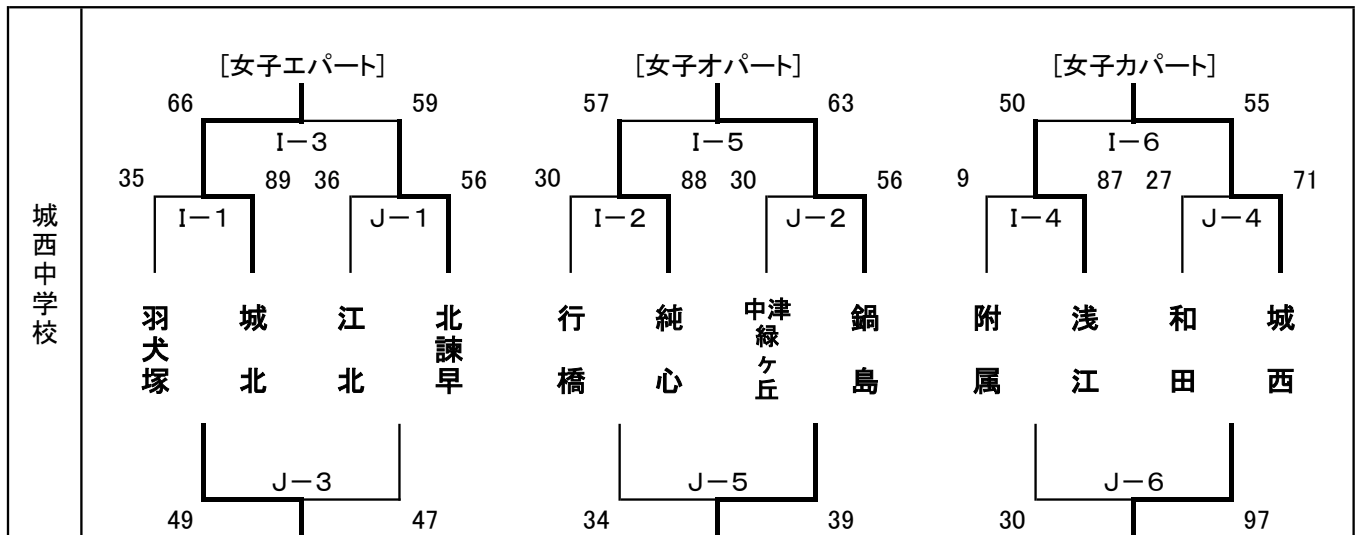 城西中学校
[女子エパート]
[女子オパート]
[女子カパート]
66
59
57
63
50
55
I-3
I-5
I-6
35
89
36
56
30
88
30
56
9
87
27
71
I-1
J-1
I-2
J-2
I-4
J-4
羽犬塚
城北
江北
北諫早
行橋
純心
中津緑ヶ丘
鍋島
附属
浅江
和田
城西
J-3
J-5
J-6
49
47
34
39
30
97